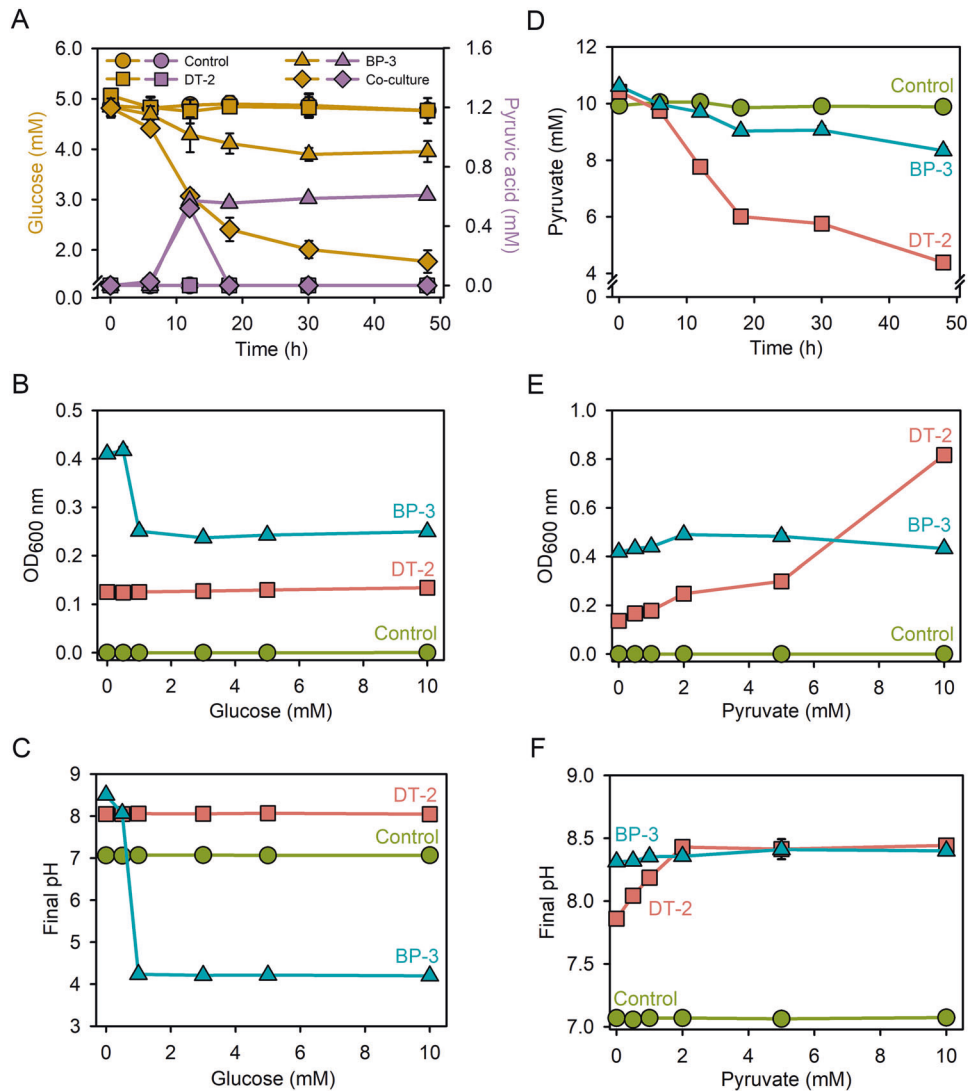 A
Control
BP-3
DT-2
Co-culture
Glucose (mM)
6.0
5.0
4.0
3.0
2.0
0.0
Pyruvic acid (mM)
1.6
1.2
0.8
0.4
0.0
0 10 20 30 40 50
Time (h)
D
Pyruvate (mM)
12
10
8
6
4
0
Control
BP-3
DT-2
0 10 20 30 40 50
Time (h)
B
OD600 nm
0.5
0.4
0.3
0.2
0.1
0.0
BP-3
DT-2
Control
0 2 4 6 8 10
Glucose (mM)
E
OD600 nm
1.0
0.8
0.6
0.4
0.2
0.0
DT-2
BP-3
Control
0 2 4 6 8 10
Pyruvate (mM)
C
Final pH
9
8
7
6
5
4
3
DT-2
Control
BP-3
0 2 4 6 8 10
Glucose (mM)
F
Final pH
9.0
8.5
8.0
7.5
7.0
BP-3
DT-2
Control
0 2 4 6 8 10
Pyruvate (mM)